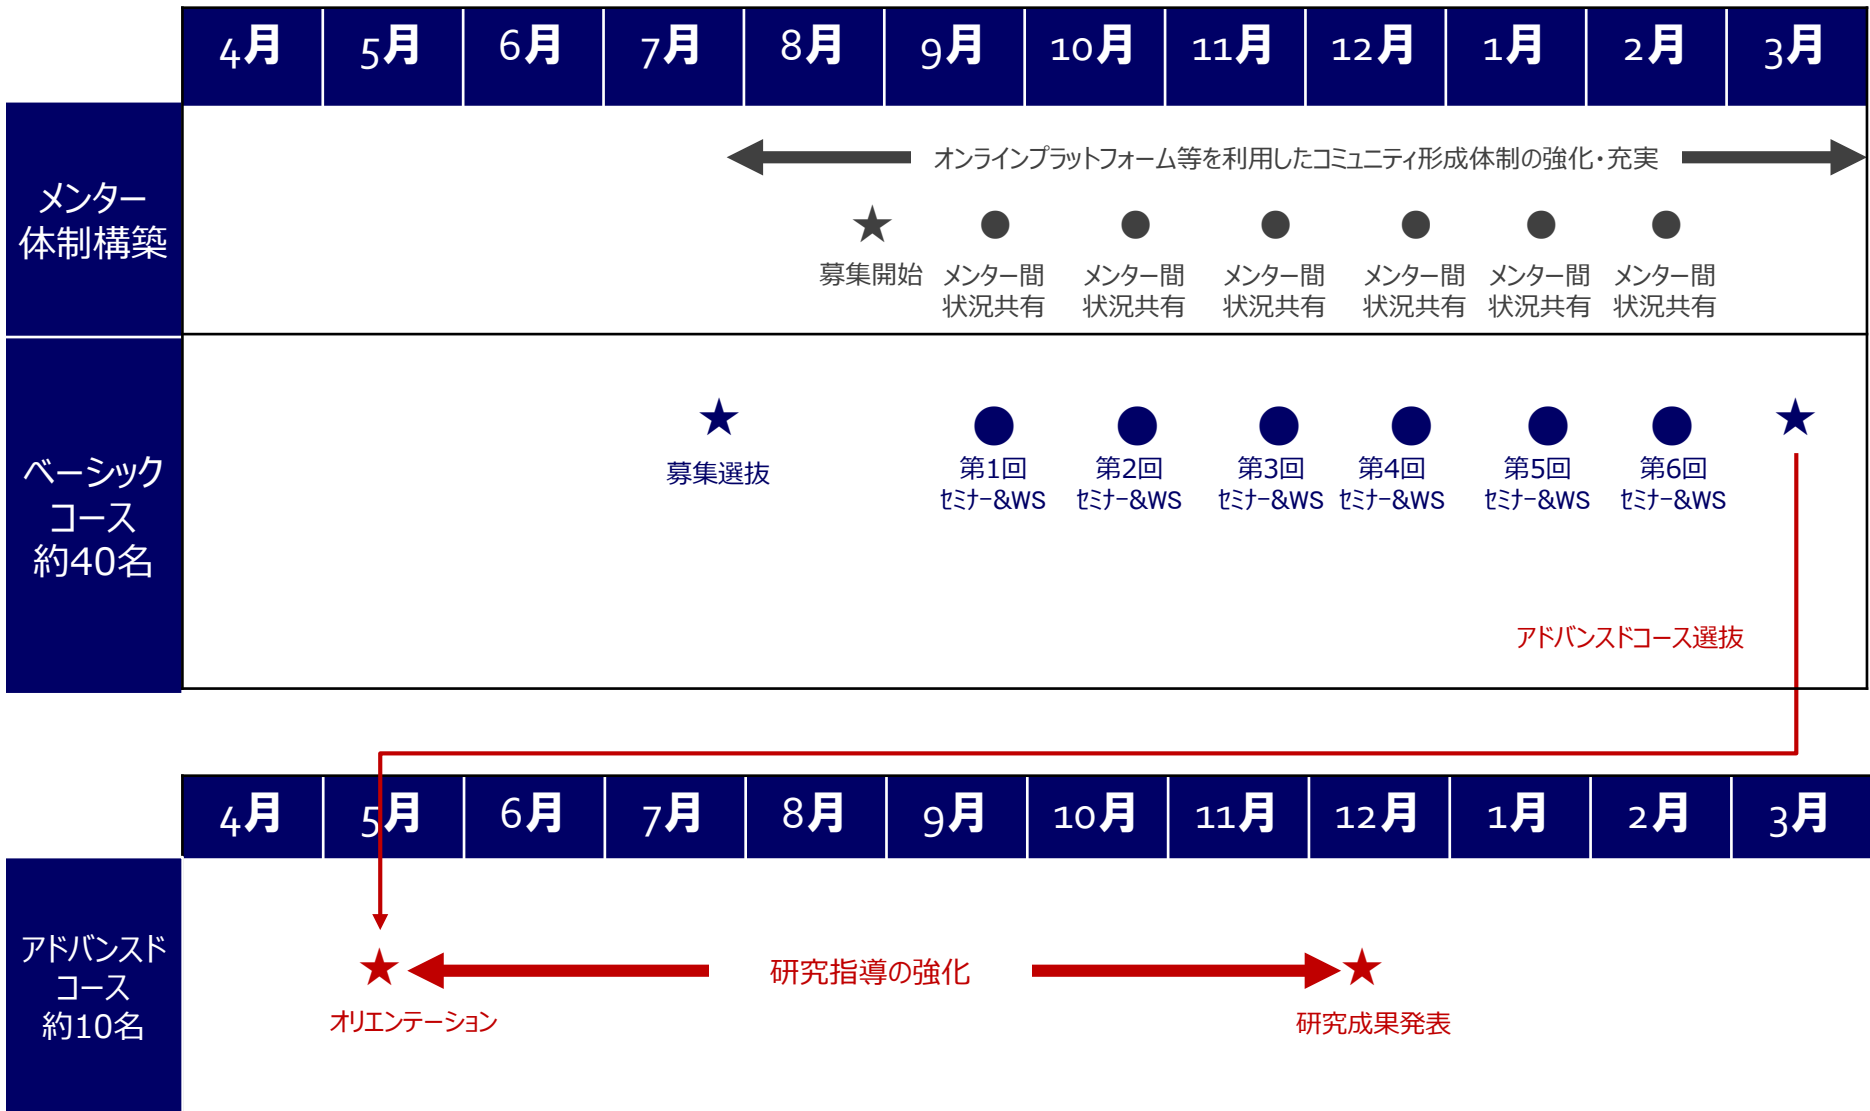 4月 5月 6月 7月 8月 9月 10月 11月 12月 1月 2月 3月
メンター
体制構築
オンラインプラットフォーム等を利用したコミュニティ形成体制の強化・充実
募集開始
メンター間 メンター間 メンター間 メンター間 メンター間 メンター間
状況共有 状況共有 状況共有 状況共有 状況共有 状況共有
ベーシック
コース
約40名
募集選抜
第1回 第2回 第3回 第4回 第5回 第6回
ｾﾐﾅｰ&WS ｾﾐﾅｰ&WS ｾﾐﾅｰ&WS ｾﾐﾅｰ&WS ｾﾐﾅｰ&WS ｾﾐﾅｰ&WS
アドバンスドコース選抜
4月 5月 6月 7月 8月 9月 10月 11月 12月 1月 2月 3月
アドバンスド
コース
約10名
研究指導の強化
オリエンテーション
研究成果発表